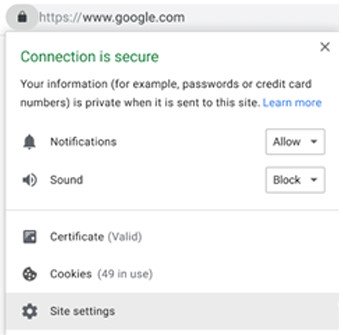 https://www.google.com
Connection is secure
Your information (for example, passwords or credit card
numbers) is private when it is sent to this site. Learn more
Notifications Allow
Sound Block
Certificate (Valid)
Cookies (49 in use)
Site settings